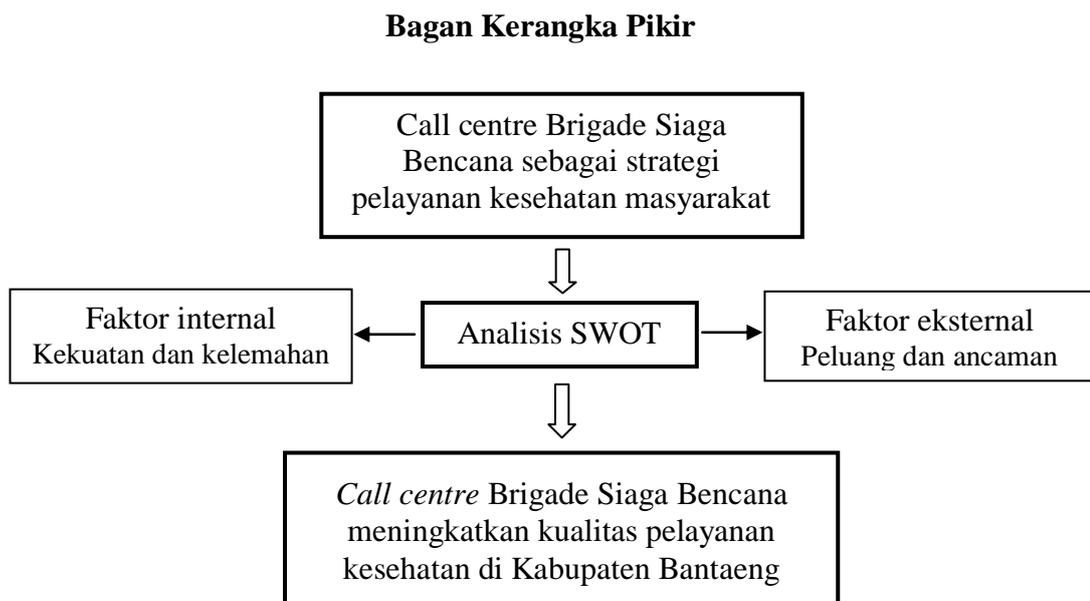 Bagan Kerangka Pikir
Call centre Brigade Siaga
Bencana sebagai strategi
pelayanan kesehatan masyarakat
Faktor internal
Kekuatan dan kelemahan
Analisis SWOT
Faktor eksternal
Peluang dan ancaman
Call centre Brigade Siaga Bencana
meningkatkan kualitas pelayanan
kesehatan di Kabupaten Bantaeng